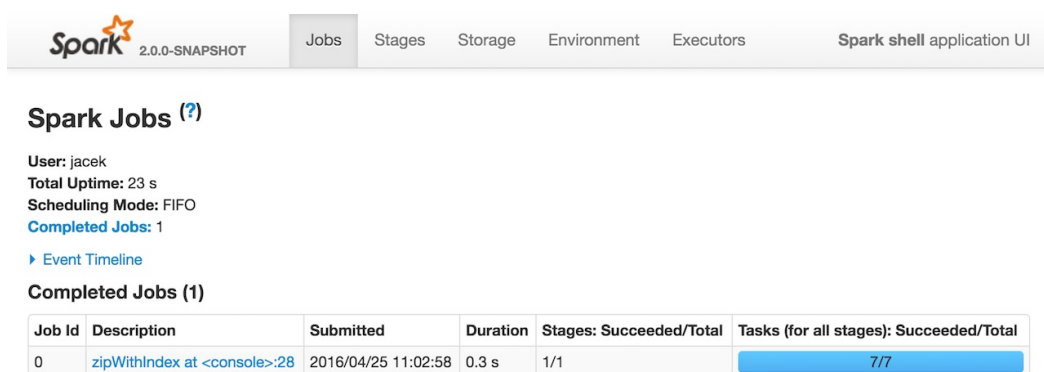 Spark 2.0.0-SNAPSHOT Jobs Stages Storage Environment Executors Spark shell application UI
Spark Jobs (?)
User: jacek
Total Uptime: 23 s
Scheduling Mode: FIFO
Completed Jobs: 1
Event Timeline
Completed Jobs (1)
Job Id Description Submitted Duration Stages: Succeeded/Total Tasks (for all stages): Succeeded/Total
0 zipWithIndex at <console>:28 2016/04/25 11:02:58 0.3 s 1/1 7/7